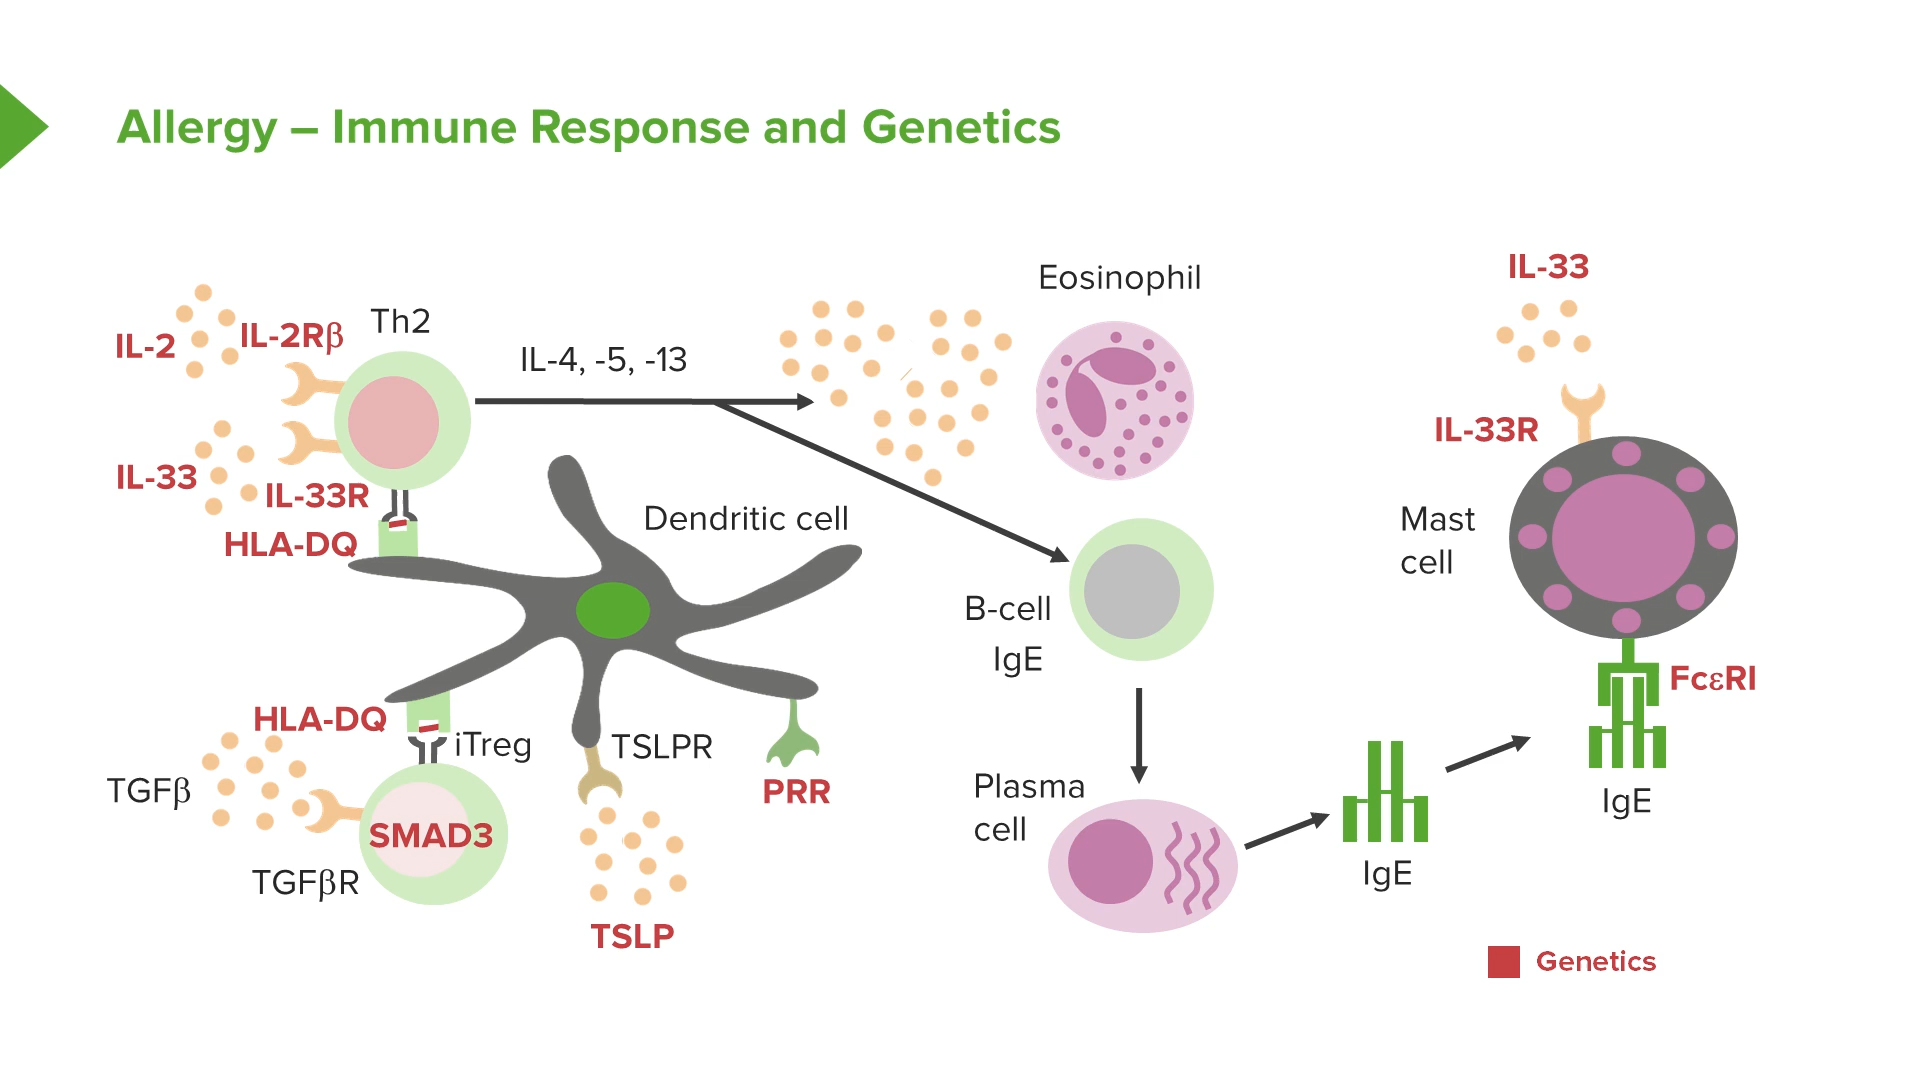 Allergy – Immune Response and Genetics
IL-2
IL-2Rβ
Th2
IL-33
IL-33R
HLA-DQ
IL-4, -5, -13
Eosinophil
Dendritic cell
B-cell
IgE
HLA-DQ
iTreg
TGFβ
SMAD3
TGFβR
TSLPR
TSLP
PRR
Plasma
cell
IgE
IL-33
IL-33R
Mast
cell
FcεRI
IgE
Genetics